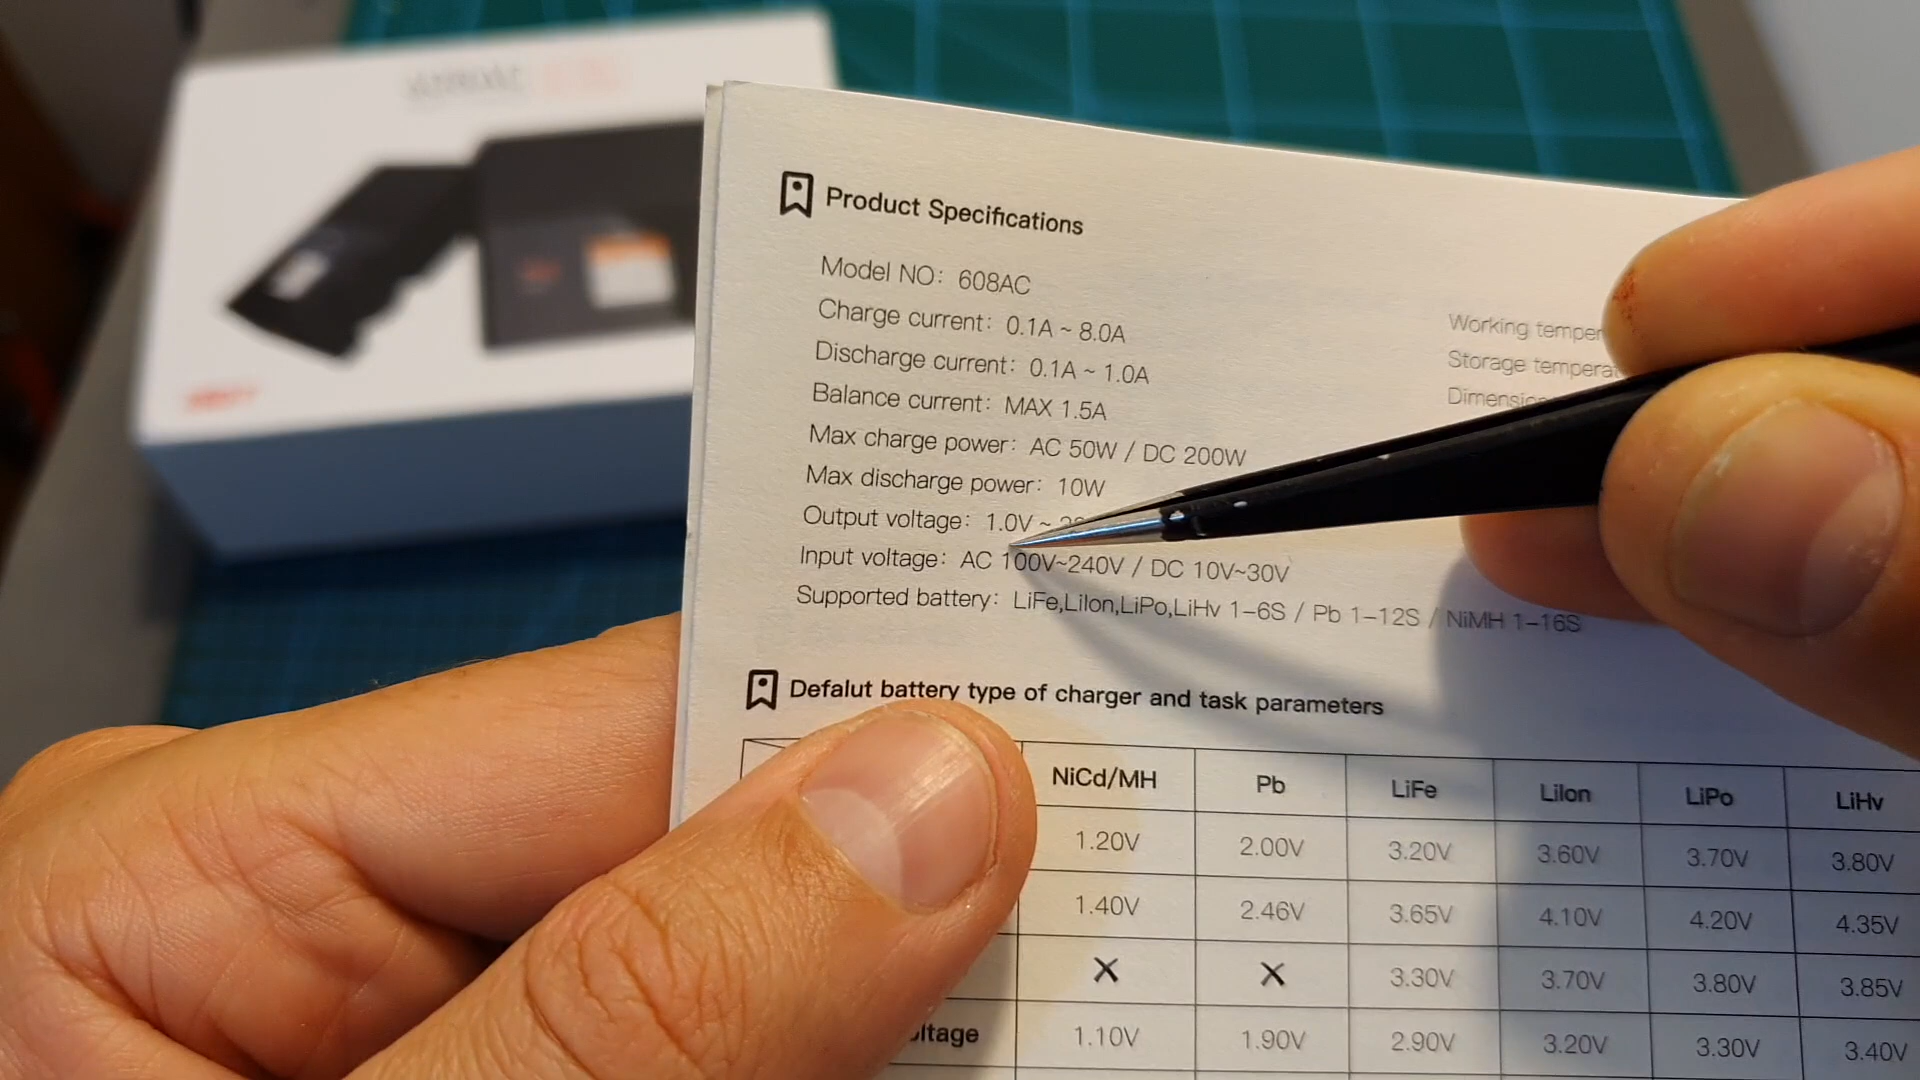 Product Specifications
Model NO: 608AC
Charge current: 0.1A ~ 8.0A
Discharge current: 0.1A ~ 1.0A
Balance current: MAX 1.5A
Max charge power: AC 50W / DC 200W
Max discharge power: 10W
Output voltage: 1.0V ~
Input voltage: AC 100V~240V / DC 10V~30V
Supported battery: LiFe,LiIon,LiPo,LiHv 1-6S / Pb 1-12S / NiMH 1-16S
Working
Storage
Defalut battery type of charger and task parameters
NiCd/MH Pb LiFe LiIon LiPo LiHv
1.20V 2.00V 3.20V 3.60V 3.70V 3.80V
1.40V 2.46V 3.65V 4.10V 4.20V 4.35V
X X 3.30V 3.70V 3.80V 3.85V
1.10V 1.90V 2.90V 3.20V 3.30V 3.40V